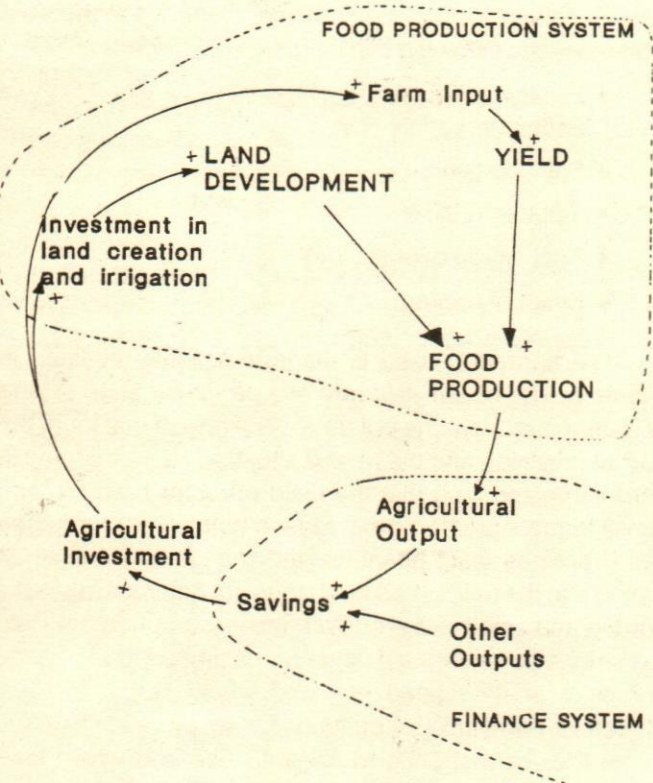 FOOD PRODUCTION SYSTEM
+ Farm Input
+
YIELD
+ LAND
DEVELOPMENT
Investment in
land creation
and irrigation
+
+ +
FOOD
PRODUCTION
+
Agricultural
Output
Agricultural
Investment
+
+
Savings
+
Other
Outputs
FINANCE SYSTEM